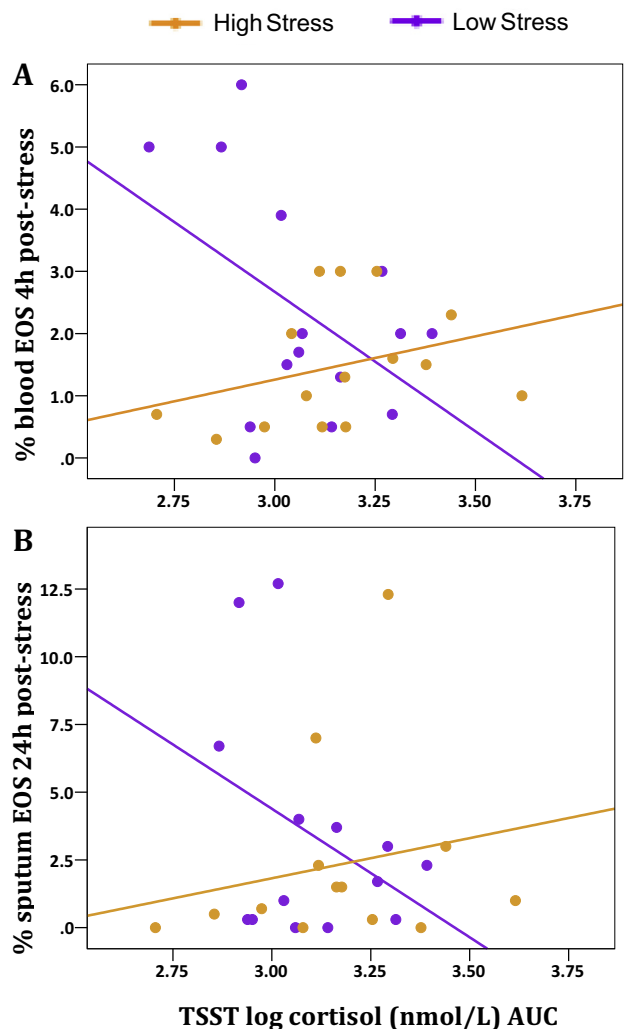 High Stress Low Stress
A
% blood EOS 4h post-stress
6.0
5.0
4.0
3.0
2.0
1.0
.0
2.75 3.00 3.25 3.50 3.75
B
% sputum EOS 24h post-stress
12.5
10.0
7.5
5.0
2.5
.0
2.75 3.00 3.25 3.50 3.75
TSST log cortisol (nmol/L) AUC